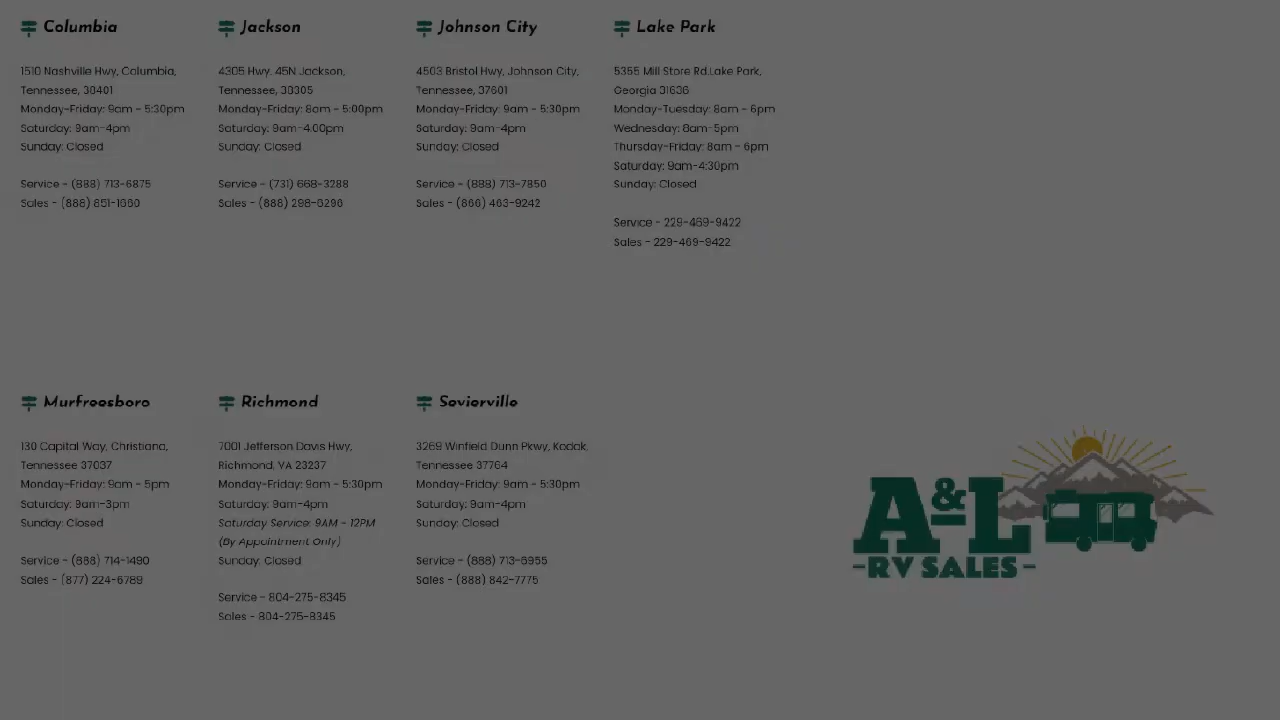 Columbia
1510 Nashville Hwy, Columbia,
Tennessee, 38401
Monday-Friday: 9am - 5:30pm
Saturday: 9am-4pm
Sunday: Closed
Service - (888) 713-6875
Sales - (888) 851-1660
Jackson
4305 Hwy. 45N Jackson,
Tennessee, 38305
Monday-Friday: 8am - 5:00pm
Saturday: 9am-4:00pm
Sunday: Closed
Service - (731) 668-3288
Sales - (888) 298-6296
Johnson City
4503 Bristol Hwy, Johnson City,
Tennessee, 37601
Monday-Friday: 9am - 5:30pm
Saturday: 9am-4pm
Sunday: Closed
Service - (888) 713-7850
Sales - (866) 463-9242
Lake Park
5355 Mill Store Rd.Lake Park,
Georgia 31636
Monday-Tuesday: 8am - 6pm
Wednesday: 8am-5pm
Thursday-Friday: 8am - 6pm
Saturday: 9am-4:30pm
Sunday: Closed
Service - 229-469-9422
Sales - 229-469-9422
Murfreesboro
130 Capital Way, Christiana,
Tennessee 37037
Monday-Friday: 9am - 5pm
Saturday: 9am-3pm
Sunday: Closed
Service - (888) 714-1490
Sales - (877) 224-6789
Richmond
7001 Jefferson Davis Hwy,
Richmond, VA 23237
Monday-Friday: 9am - 5:30pm
Saturday: 9am-4pm
Saturday Service: 9AM - 12PM
(By Appointment Only)
Sunday: Closed
Service - 804-275-8345
Sales - 804-275-8345
Sevierville
3269 Winfield Dunn Pkwy, Kodak,
Tennessee 37764
Monday-Friday: 9am - 5:30pm
Saturday: 9am-4pm
Sunday: Closed
Service - (888) 713-6955
Sales - (888) 842-7775
A&L
-RV SALES-